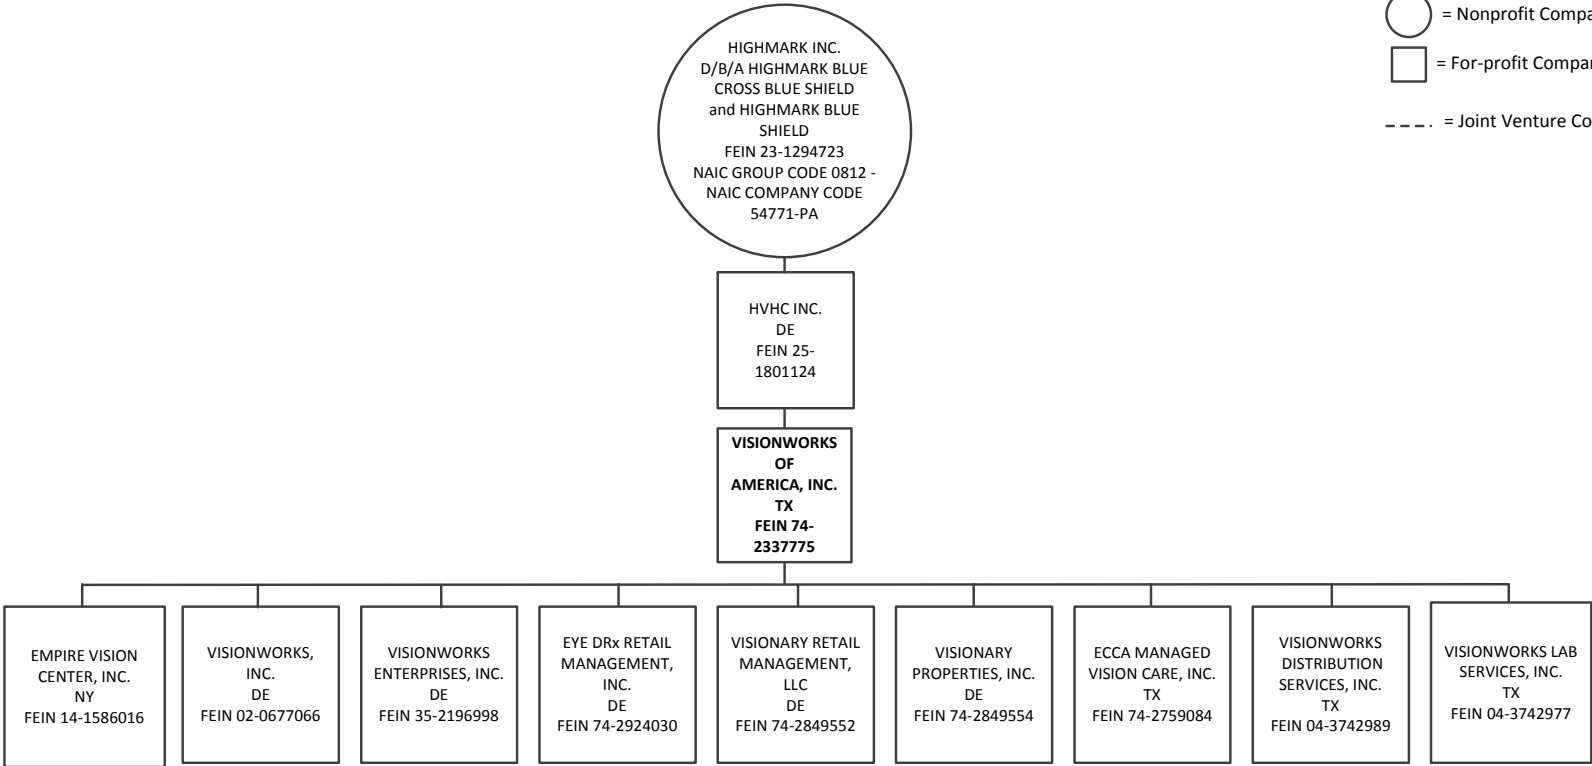 = Nonprofit Compa
= For-profit Compan
= Joint Venture Co
HIGHMARK INC.
D/B/A HIGHMARK BLUE
CROSS BLUE SHIELD
and HIGHMARK BLUE
SHIELD
FEIN 23-1294723
NAIC GROUP CODE 0812 -
NAIC COMPANY CODE
54771-PA
HVHC INC.
DE
FEIN 25-
1801124
VISIONWORKS
OF
AMERICA, INC.
TX
FEIN 74-
2337775
EMPIRE VISION
CENTER, INC.
NY
FEIN 14-1586016
VISIONWORKS,
INC.
DE
FEIN 02-0677066
VISIONWORKS
ENTERPRISES, INC.
DE
FEIN 35-2196998
EYE DRx RETAIL
MANAGEMENT,
INC.
DE
FEIN 74-2924030
VISIONARY RETAIL
MANAGEMENT,
LLC
DE
FEIN 74-2849552
VISIONARY
PROPERTIES, INC.
DE
FEIN 74-2849554
ECCA MANAGED
VISION CARE, INC.
TX
FEIN 74-2759084
VISIONWORKS
DISTRIBUTION
SERVICES, INC.
TX
FEIN 04-3742989
VISIONWORKS LAB
SERVICES, INC.
TX
FEIN 04-3742977